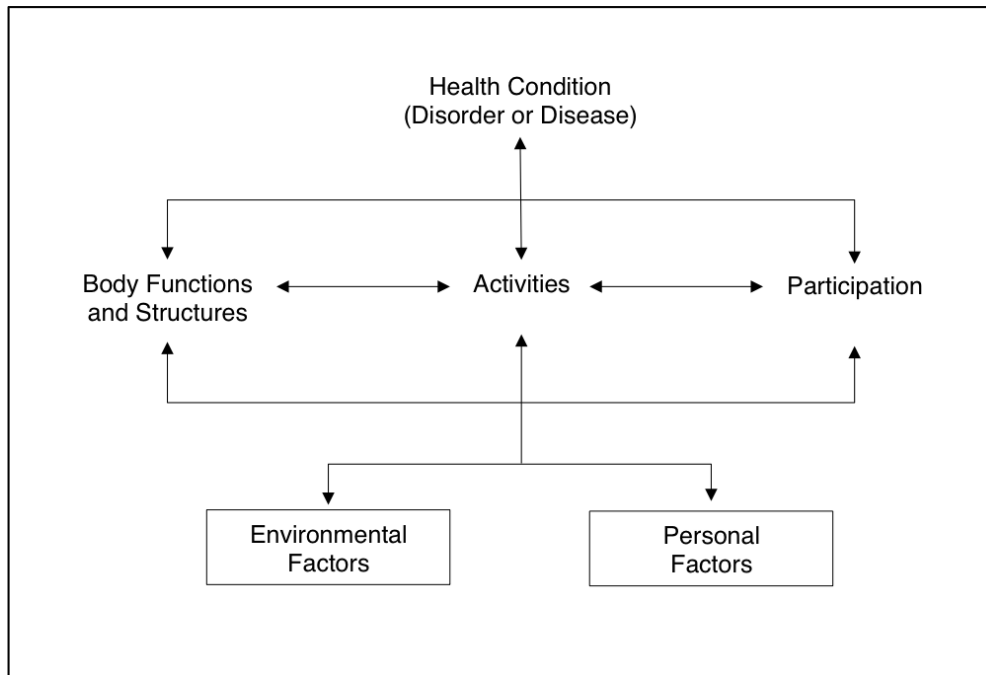 Health Condition
(Disorder or Disease)
Body Functions
and Structures
Activities
Participation
Environmental
Factors
Personal
Factors